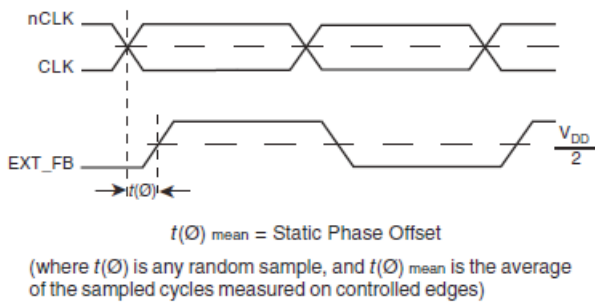 nCLK
CLK
EXT_FB
VDD
2
t(Ø)
t(Ø) mean = Static Phase Offset
(where t(Ø) is any random sample, and t(Ø) mean is the average
of the sampled cycles measured on controlled edges)